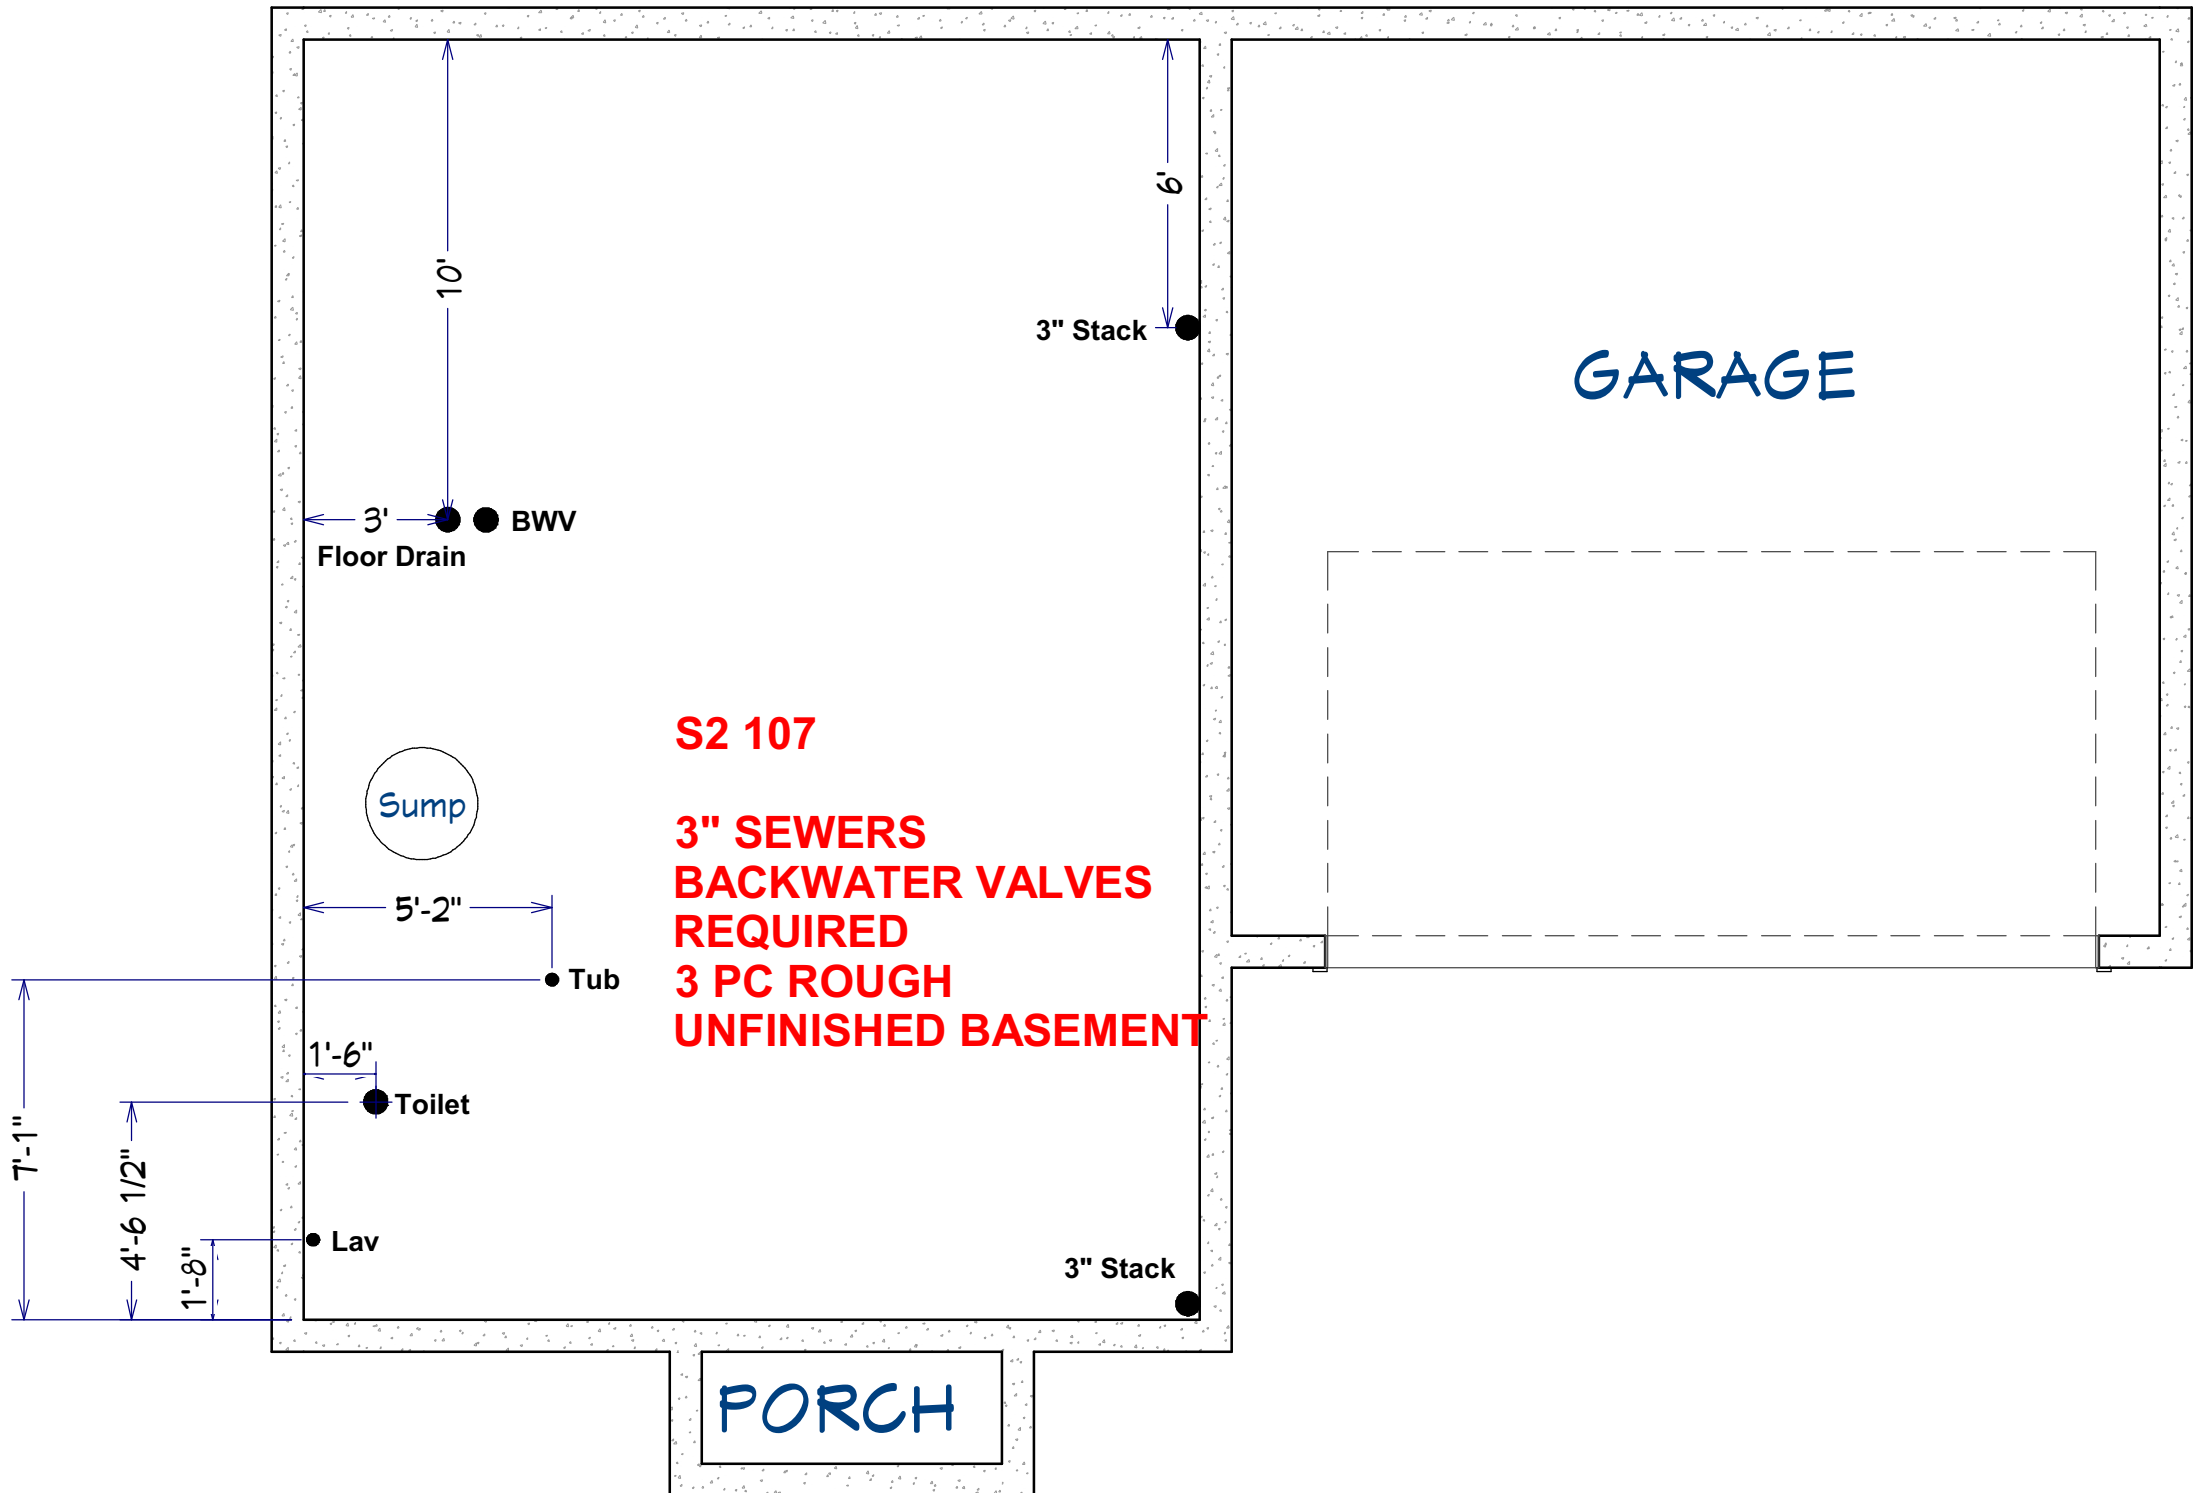 6'
10'
3" Stack
GARAGE
3'
BWV
Floor Drain
S2 107
Sump
3" SEWERS
BACKWATER VALVES
REQUIRED
3 PC ROUGH
UNFINISHED BASEMENT
5'-2"
Tub
1'-6"
Toilet
7'-1"
4'-6 1/2"
1'-8"
Lav
3" Stack
PORCH